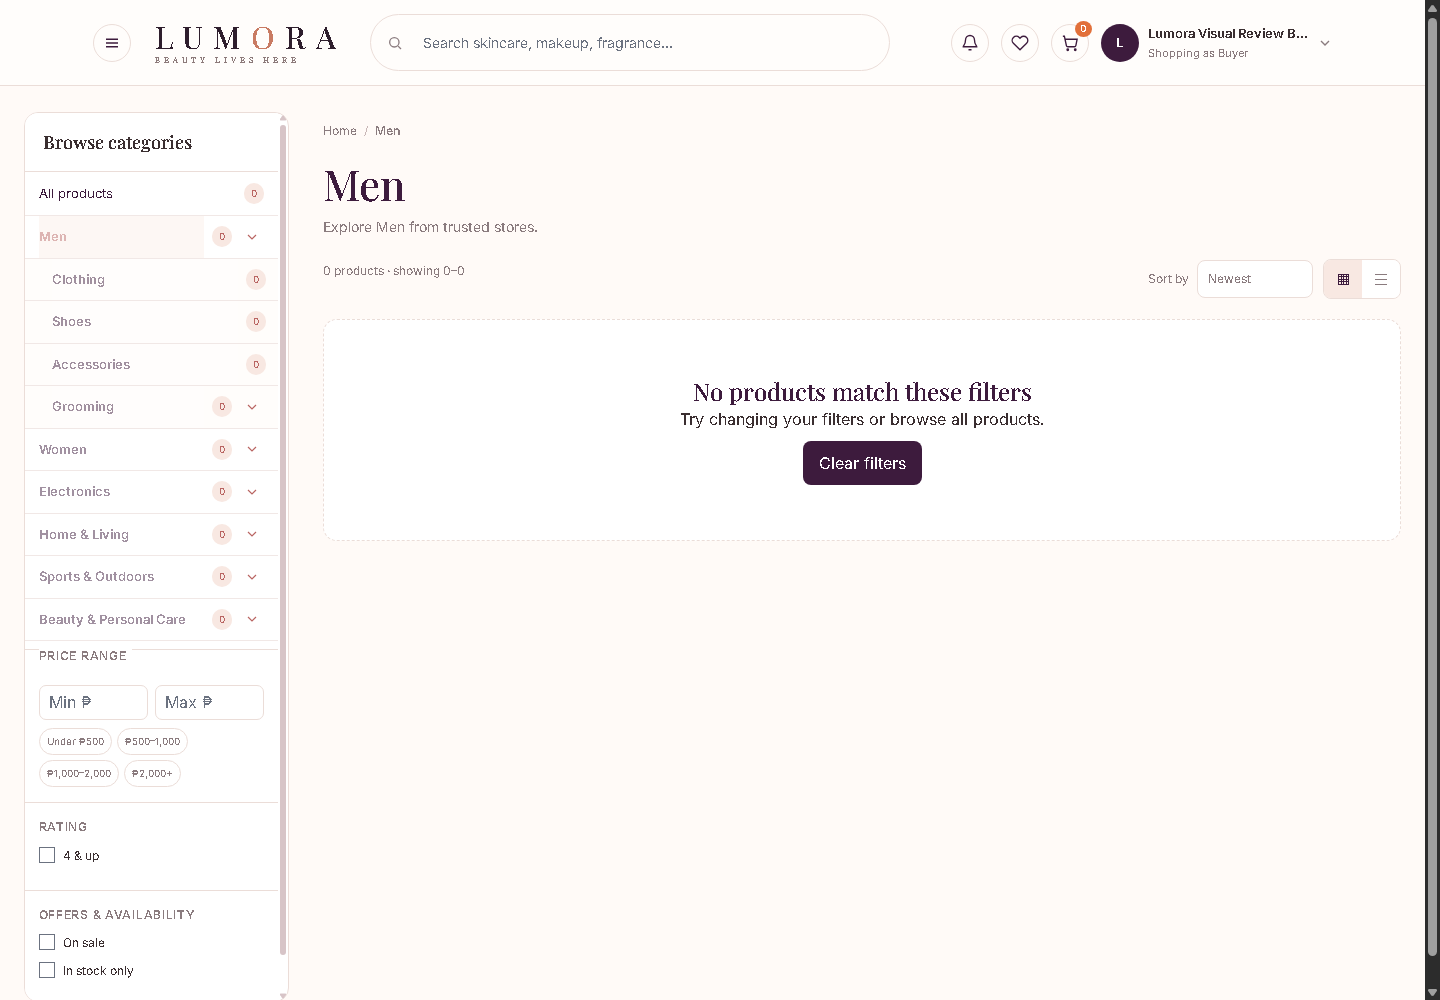 LUMORA
BEAUTY LIVES HERE
Search skincare, makeup, fragrance...
0
L
Lumora Visual Review B...
Shopping as Buyer
Browse categories
All products 0
Men 0
Clothing 0
Shoes 0
Accessories 0
Grooming 0
Women 0
Electronics 0
Home & Living 0
Sports & Outdoors 0
Beauty & Personal Care 0
PRICE RANGE
Min ₱ Max ₱
Under ₱500 ₱500–1,000
₱1,000–2,000 ₱2,000+
RATING
4 & up
OFFERS & AVAILABILITY
On sale
In stock only
Home / Men
Men
Explore Men from trusted stores.
0 products · showing 0–0
Sort by Newest
No products match these filters
Try changing your filters or browse all products.
Clear filters